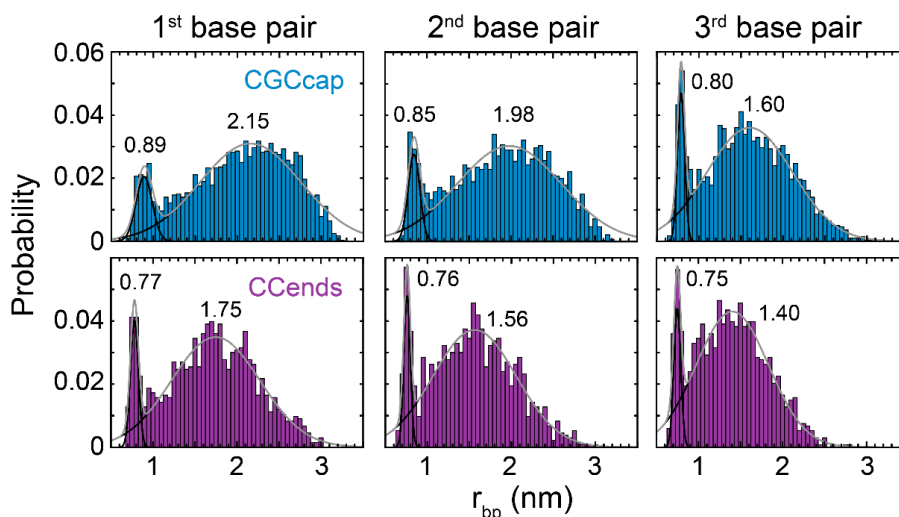 1st base pair
2nd base pair
3rd base pair
Probability
0.06
0.04
0.02
0
CGCcap
0.89
2.15
0.85
1.98
0.80
1.60
0.04
0.02
0
CCends
0.77
1.75
0.76
1.56
0.75
1.40
1 2 3
1 2 3
1 2 3
rbp (nm)